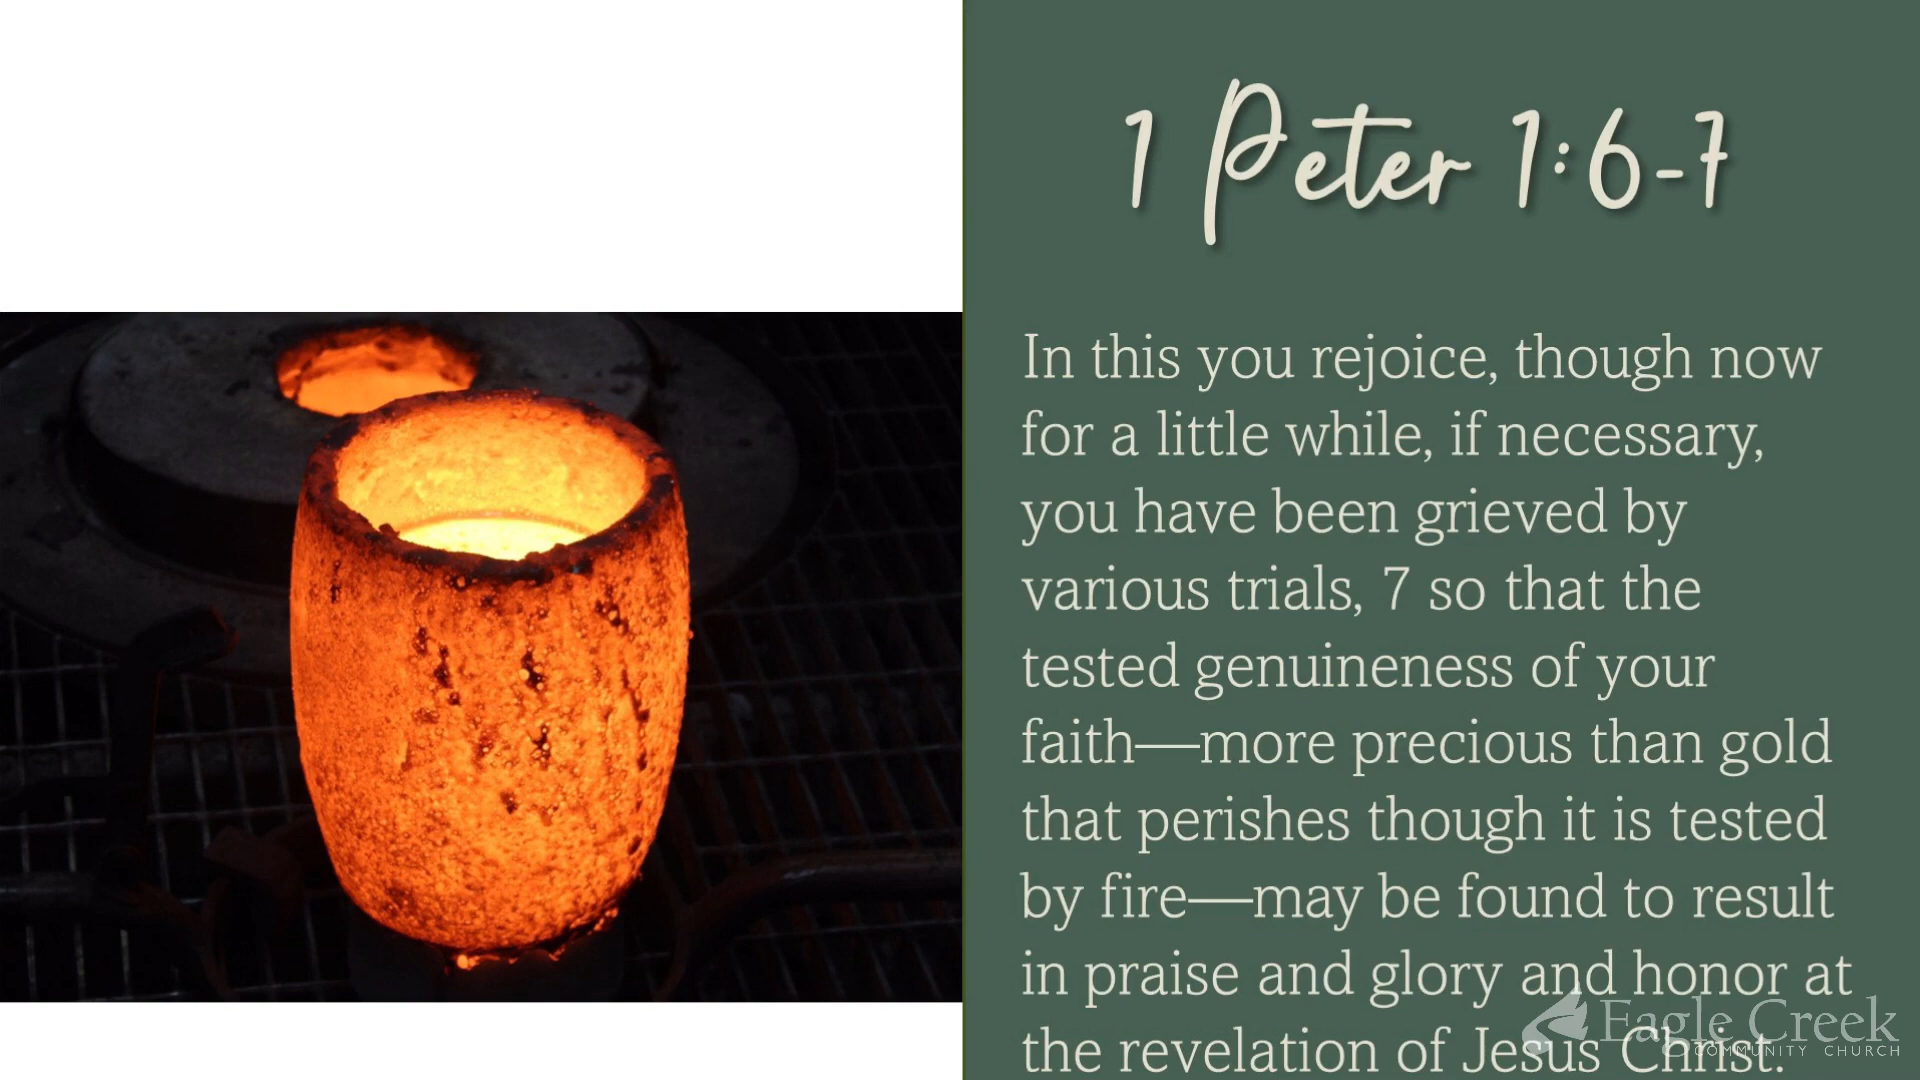 1 Peter 1:6-7
In this you rejoice, though now
for a little while, if necessary,
you have been grieved by
various trials, 7 so that the
tested genuineness of your
faith—more precious than gold
that perishes though it is tested
by fire—may be found to result
in praise and glory and honor at
the revelation of Jesus Christ.
Eagle Creek
COMMUNITY CHURCH